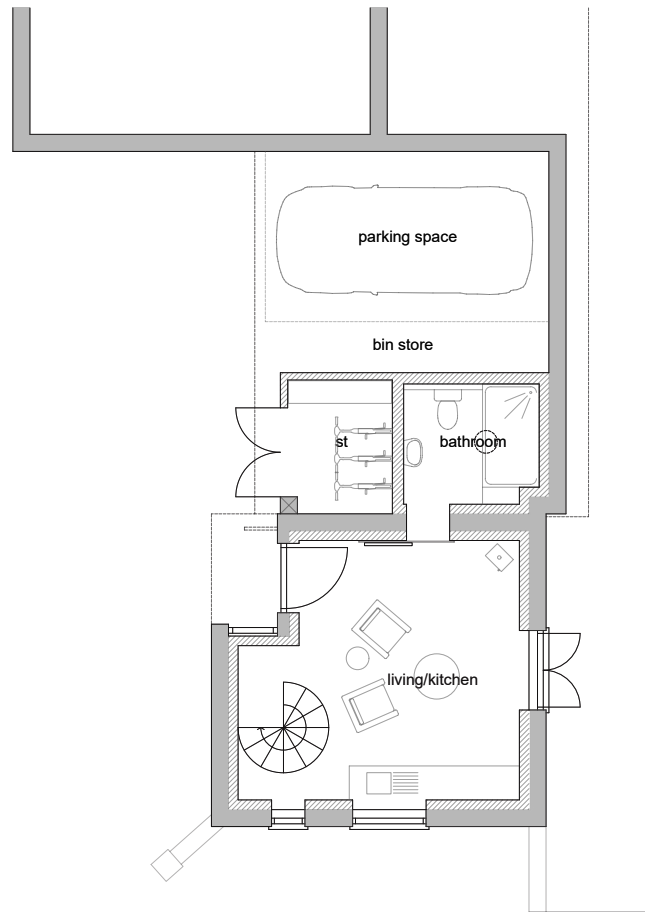 parking space
bin store
st
bathroom
living/kitchen